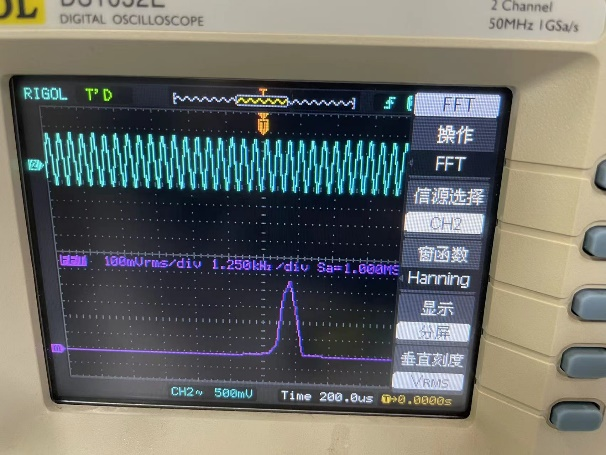 DIGITAL OSCILLOSCOPE
2 Channel
50MHz 1GSa/s
RIGOL T'D
FFT
操作
FFT
信源选择
CH2
窗函数
Hanning
显示
分屏
垂直刻度
VRMS
FFT 100mVrms/div 1.250kHz /div Sa=1.000MS
CH2~ 500mV Time 200.0us T→0.0000s